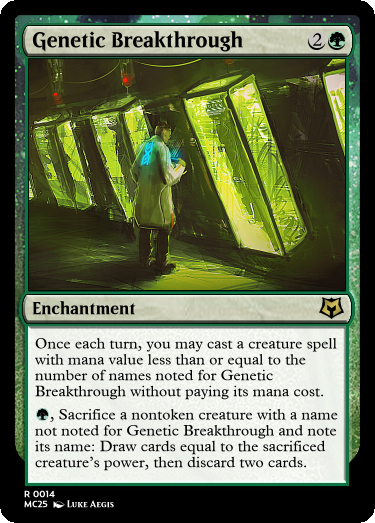 Genetic Breakthrough 2
Enchantment
Once each turn, you may cast a creature spell
with mana value less than or equal to the
number of names noted for Genetic
Breakthrough without paying its mana cost.
, Sacrifice a nontoken creature with a name
not noted for Genetic Breakthrough and note
its name: Draw cards equal to the sacrificed
creature's power, then discard two cards.
R 0014
MC25 Luke Aegis